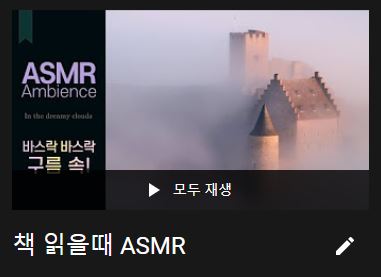 ASMR
Ambience
In the dreamy clouds
바스락 바스락
구름 속!
모두 재생
책 읽을때 ASMR